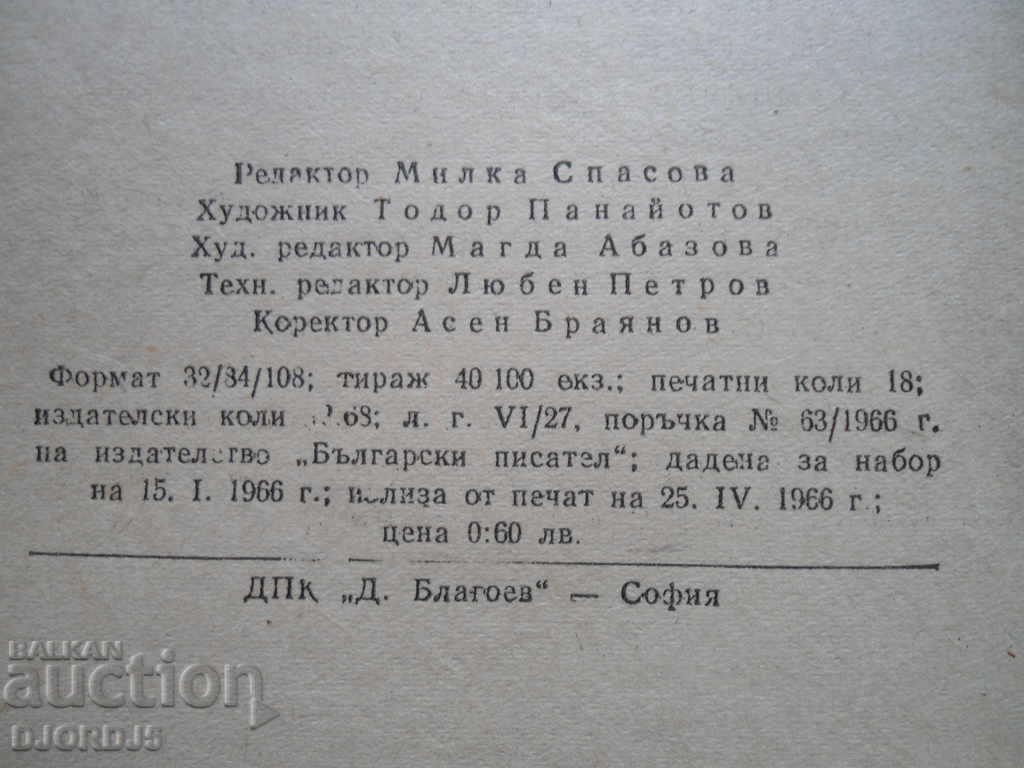 Редактор Милка Спасова
Художник Тодор Панайотов
Худ. редактор Магда Абазова
Техн. редактор Любен Петров
Коректор Асен Браянов
Формат 32/84/108; тираж 40 100 екз.; печатни коли 18;
издателски коли л. г. VI/27, поръчка № 63/1966 г.
на издателство „Български писател“; дадена за набор
на 15. I. 1966 г.; излиза от печат на 25. IV. 1966 г.;
цена 0:60 лв.
ДПК „Д. Благоев“ — София
BALKAN
auction
DJORDJ5